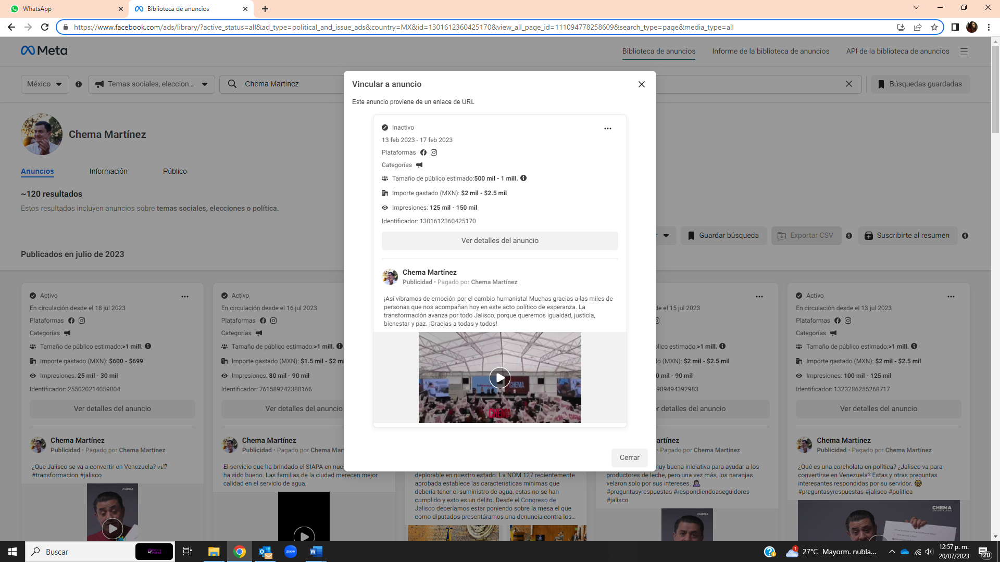 WhatsApp
Biblioteca de anuncios
https://www.facebook.com/ads/library/?active_status=all&ad_type=political_and_issue_ads&country=MX&id=1301612360425170&view_all_page_id=111094778258609&search_type=page&media_type=all
Meta
Biblioteca de anuncios
Informe de la biblioteca de anuncios
API de la biblioteca de anuncios
México
Temas sociales, eleccion...
Chema Martínez
Búsquedas guardadas
Chema Martínez
Anuncios
Información
Público
~120 resultados
Estos resultados incluyen anuncios sobre temas sociales, elecciones o política.
Guardar búsqueda
Exportar CSV
Suscribirte al resumen
Publicados en julio de 2023
Vincular a anuncio
Este anuncio proviene de un enlace de URL
Inactivo
13 feb 2023 - 17 feb 2023
Plataformas
Categorías
Tamaño de público estimado:500 mil - 1 mill.
Importe gastado (MXN): $2 mil - $2.5 mil
Impresiones: 125 mil - 150 mil
Identificador: 1301612360425170
Ver detalles del anuncio
Chema Martínez
Publicidad • Pagado por Chema Martínez
¡Así vibramos de emoción por el cambio humanista! Muchas gracias a las miles de
personas que nos acompañan hoy en este acto político de esperanza. La
transformación avanza por todo Jalisco, porque queremos igualdad, justicia,
bienestar y paz. ¡Gracias a todas y todos!
CHEMA
CHEMA
Cerrar
Activo
En circulación desde el 18 jul 2023
Plataformas
Categorías
Tamaño de público estimado:>1 mill.
Importe gastado (MXN): $600 - $699
Impresiones: 25 mil - 30 mil
Identificador: 255020214059004
Ver detalles del anuncio
Chema Martínez
Publicidad • Pagado por Chema Martínez
¿Que Jalisco se va a convertir en Venezuela? 🇻🇪⁉
#transformacion #jalisco
CHEMA
Activo
En circulación desde el 16 jul 2023
Plataformas
Categorías
Tamaño de público estimado:>1 mill.
Importe gastado (MXN): $1.5 mil - $2 mi
Impresiones: 80 mil - 90 mil
Identificador: 761589242388166
Ver detalles del anuncio
Chema Martínez
Publicidad • Pagado por Chema Mar
El servicio que ha brindado el SIAPA en nue
ha sido bueno. Las familias de la ciudad merecen mejor
calidad en el servicio de agua.
deplorable en nuestro estado. La NOM 127 recientemente
aprobada establece las características mínimas que
debería tener el suministro de agua, estas no se han
cumplido y esto es un delito. Desde el Congreso de
Jalisco deberíamos estar poniendo sobre la mesa el que
como diputados presentáramos una denuncia contra los...
el 15 jul 2023
lico estimado:>1 mill.
o (MXN): $2 mil - $2.5 mil
0 mil - 90 mil
989494392983
r detalles del anuncio
artínez
• Pagado por Chema Martínez
muy buena iniciativa para ayudar a los
productores de leche, pero una vez más, los naranjas
velaron solo por sus intereses.
#preguntasyrespuestas #respondiendoaseguidores
#jalisco
CHEMA
Activo
En circulación desde el 13 jul 2023
Plataformas
Categorías
Tamaño de público estimado:>1 mill.
Importe gastado (MXN): $2 mil - $2.5 mil
Impresiones: 100 mil - 125 mil
Identificador: 1323286255268717
Ver detalles del anuncio
Chema Martínez
Publicidad • Pagado por Chema Martínez
¿Qué es una corcholata en política? ¿Jalisco va para
convertirse en Venezuela? Estas y otras preguntas
interesantes respondidas por su servidor.
#preguntasyrespuestas #jalisco #politica
CHEMA
Buscar
zoom
1
27°C Mayorm. nubla...
12:57 p. m.
20/07/2023
20